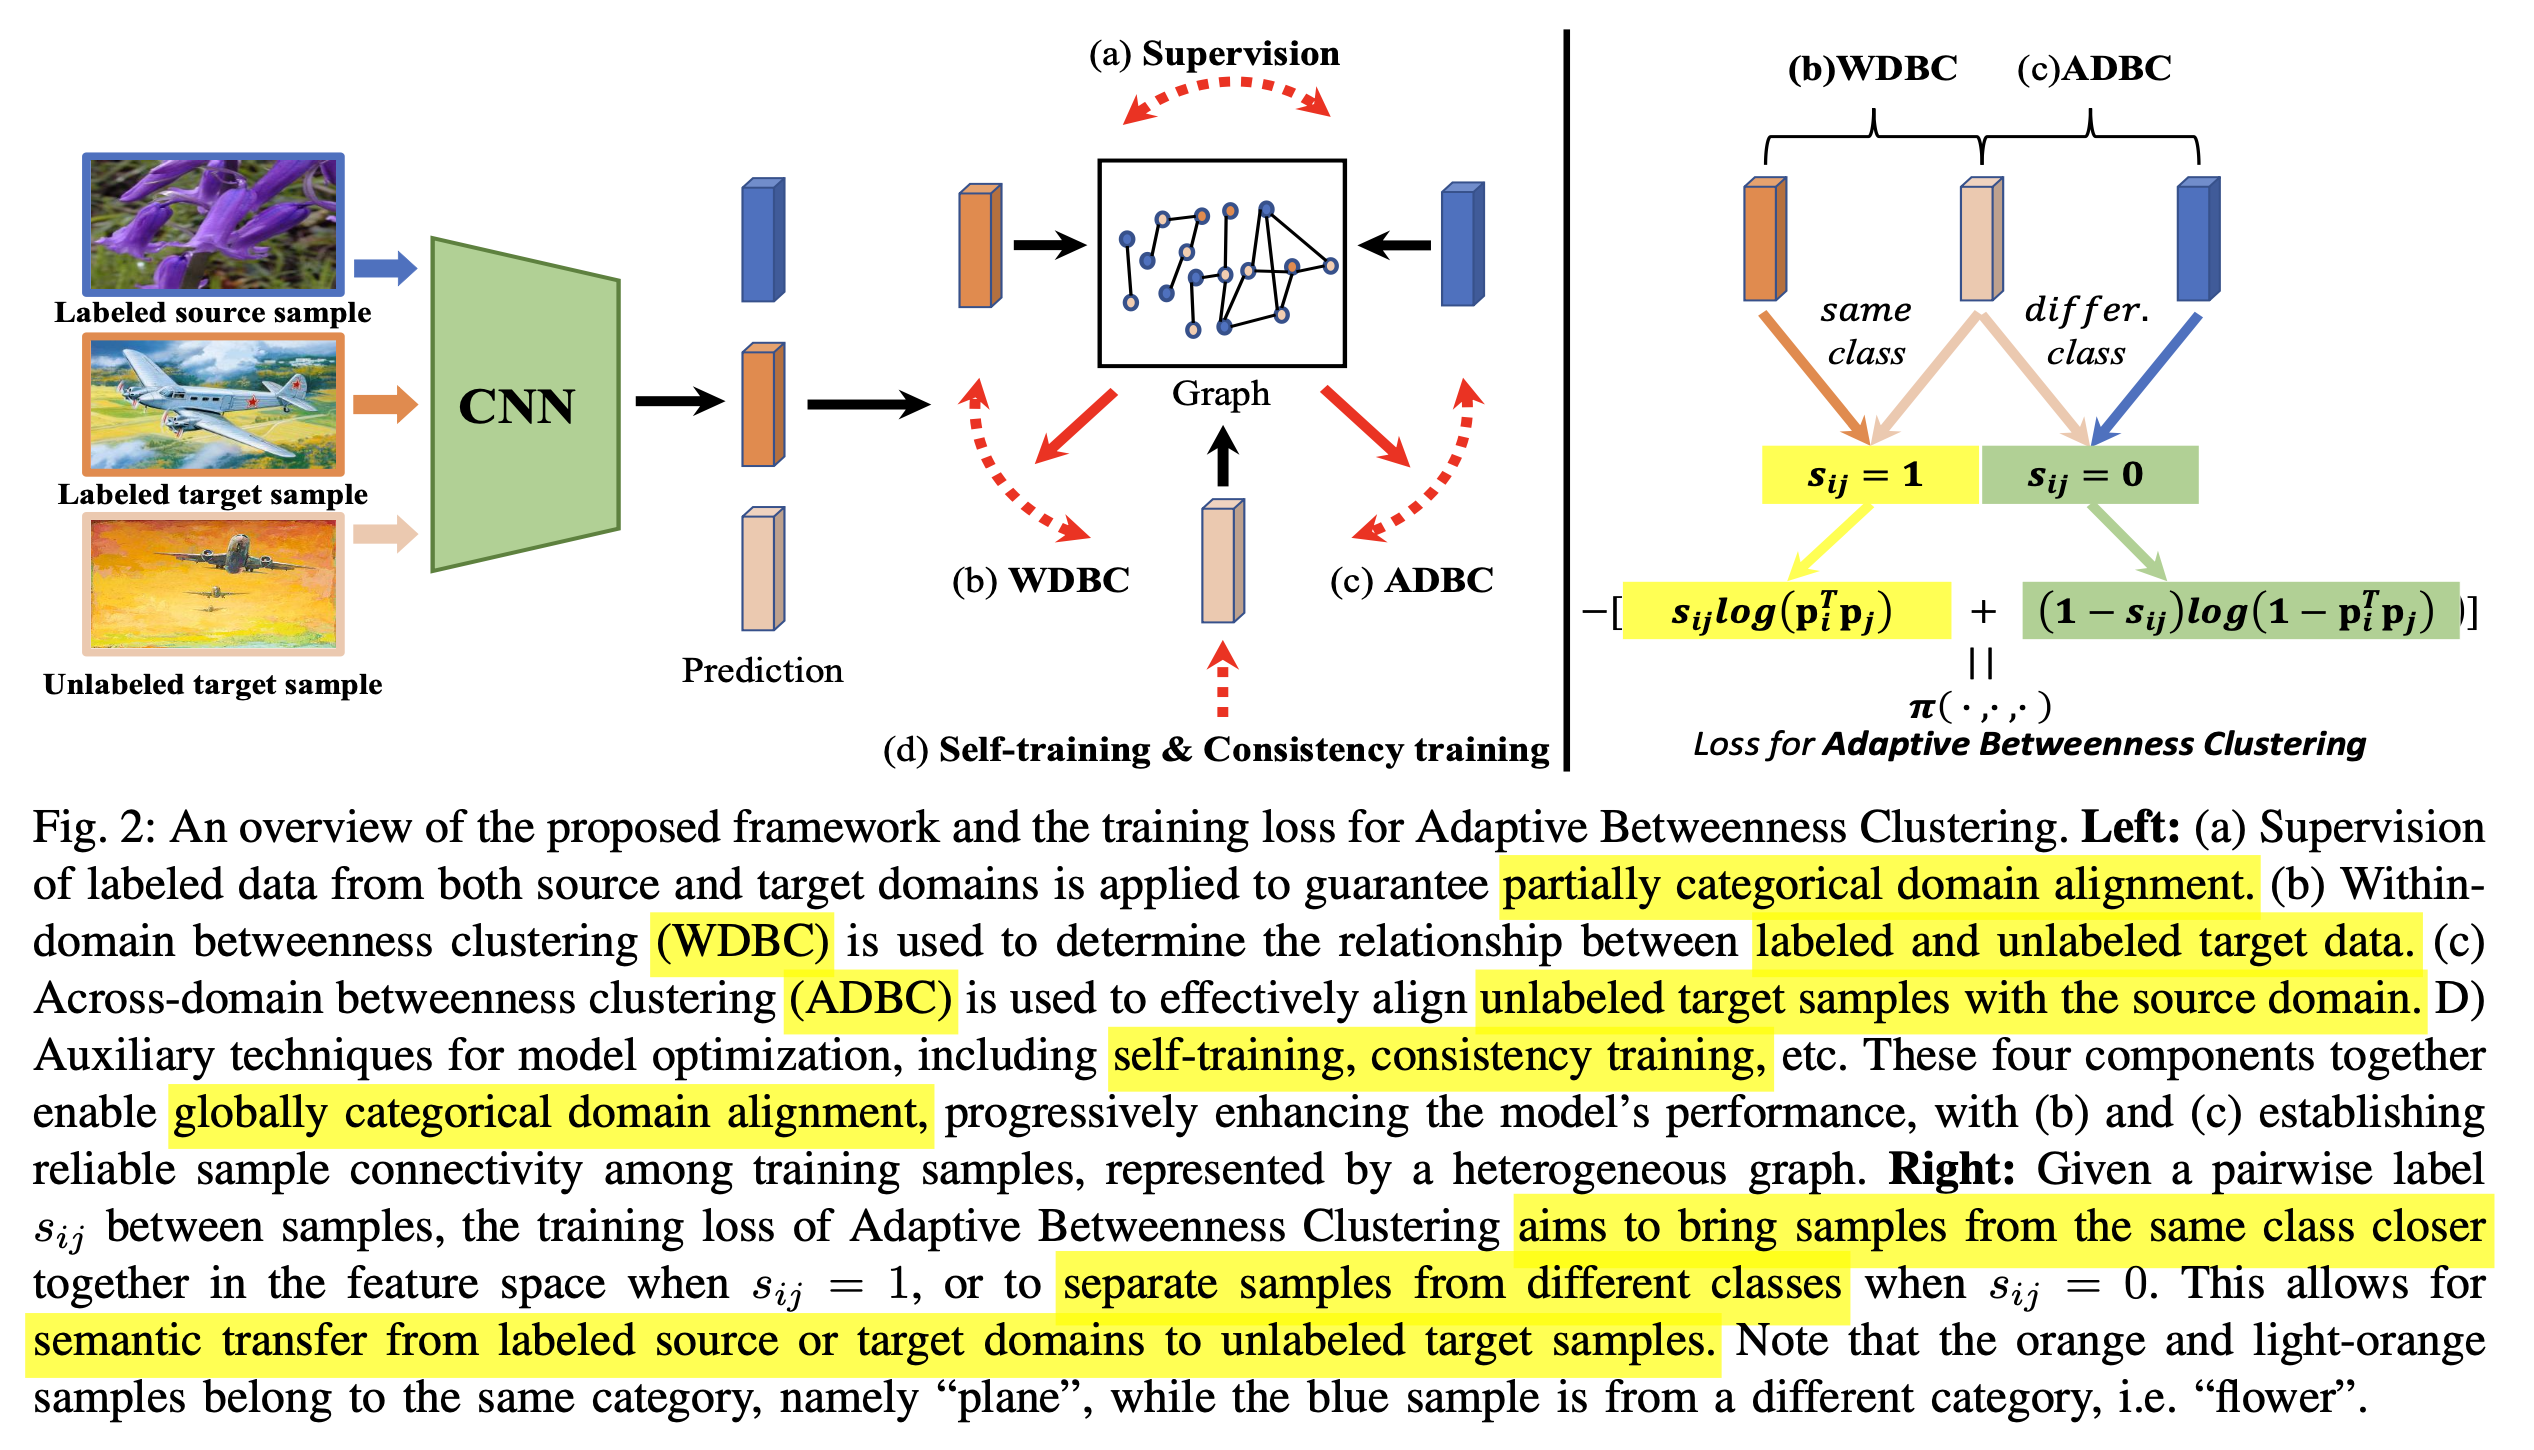 (a) Supervision
Labeled source sample
Labeled target sample
Unlabeled target sample
CNN
Prediction
Graph
(b) WDBC
(c) ADBC
(d) Self-training & Consistency training
(b)WDBC
(c)ADBC
same
class
differ.
class
s_{ij} = 1
s_{ij} = 0
−[ s_{ij}log(p_i^T p_j) + (1 − s_{ij})log(1 − p_i^T p_j) )]
||
π(· ,· ,· )
Loss for Adaptive Betweenness Clustering
Fig. 2: An overview of the proposed framework and the training loss for Adaptive Betweenness Clustering. Left: (a) Supervision
of labeled data from both source and target domains is applied to guarantee partially categorical domain alignment. (b) Within-
domain betweenness clustering (WDBC) is used to determine the relationship between labeled and unlabeled target data. (c)
Across-domain betweenness clustering (ADBC) is used to effectively align unlabeled target samples with the source domain. D)
Auxiliary techniques for model optimization, including self-training, consistency training, etc. These four components together
enable globally categorical domain alignment, progressively enhancing the model's performance, with (b) and (c) establishing
reliable sample connectivity among training samples, represented by a heterogeneous graph. Right: Given a pairwise label
s_{ij} between samples, the training loss of Adaptive Betweenness Clustering aims to bring samples from the same class closer
together in the feature space when s_{ij} = 1, or to separate samples from different classes when s_{ij} = 0. This allows for
semantic transfer from labeled source or target domains to unlabeled target samples. Note that the orange and light-orange
samples belong to the same category, namely “plane”, while the blue sample is from a different category, i.e. “flower”.